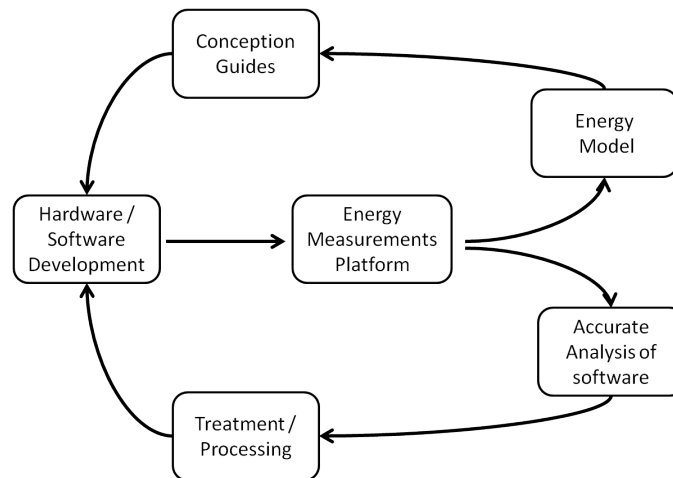 Conception
Guides
Energy
Model
Hardware /
Software
Development
Energy
Measurements
Platform
Accurate
Analysis of
software
Treatment /
Processing